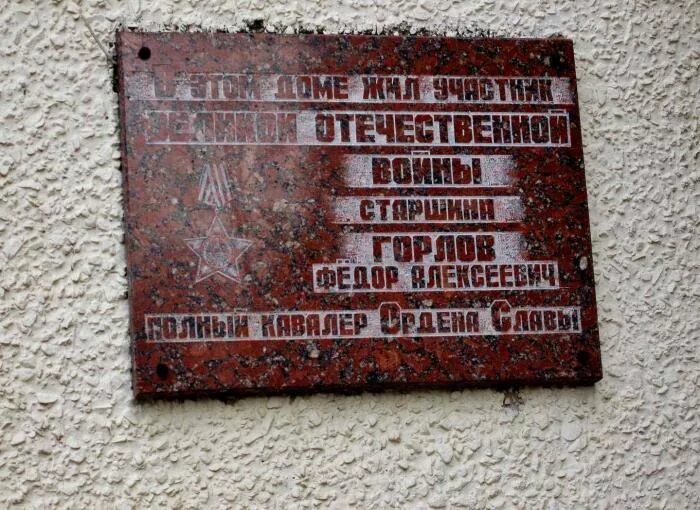 В ЭТОМ ДОМЕ ЖИЛ УЧАСТНИК
ВЕЛИКОЙ ОТЕЧЕСТВЕННОЙ
ВОЙНЫ
СТАРШИНА
ГОРЛОВ
ФЁДОР АЛЕКСЕЕВИЧ
ПОЛНЫЙ КАВАЛЕР ОРДЕНА СЛАВЫ